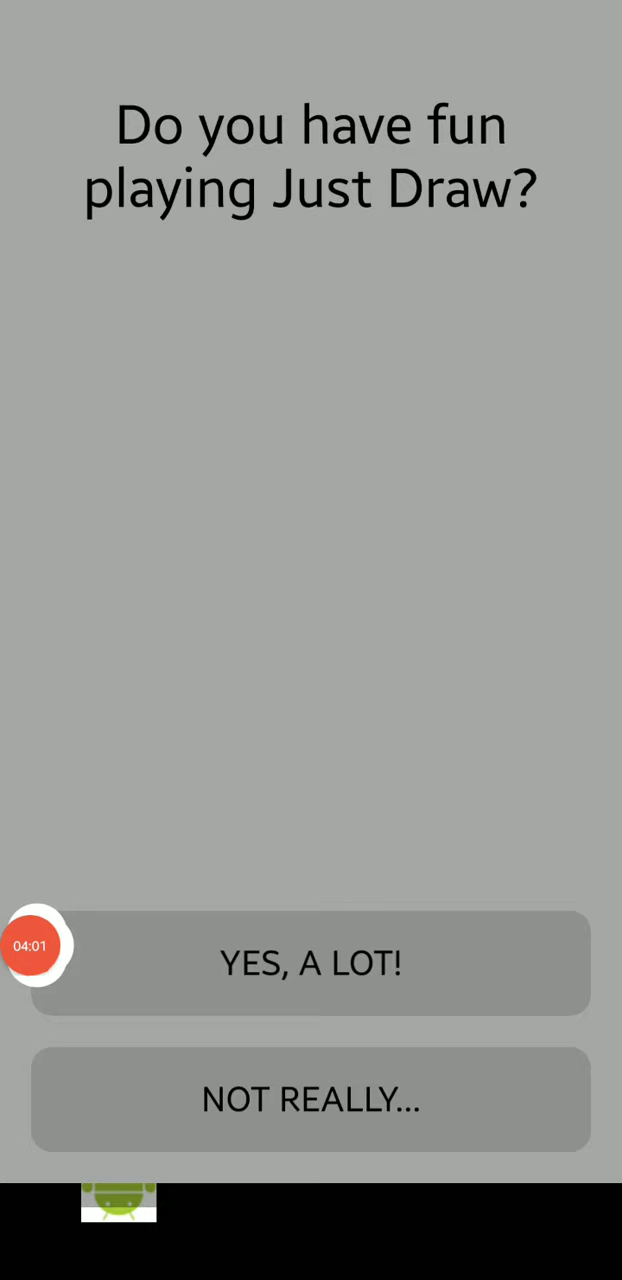 Do you have fun
playing Just Draw?
04:01
YES, A LOT!
NOT REALLY...